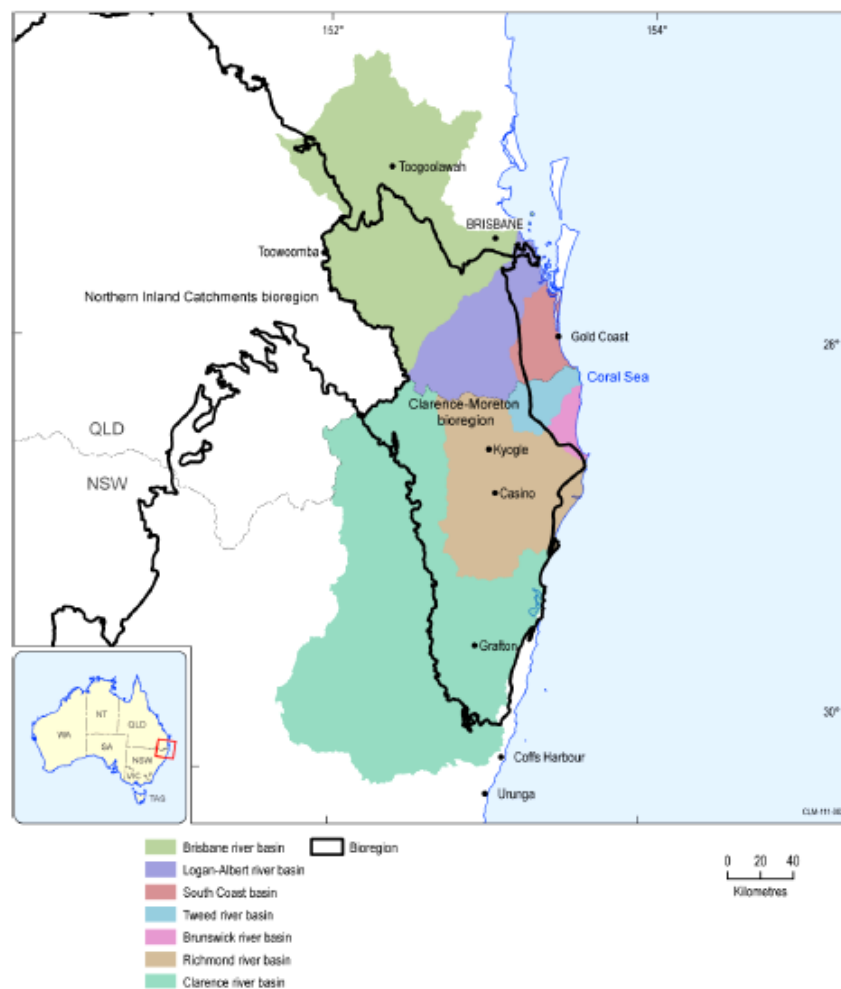 152°
154°
Toogoolawah
BRISBANE
Toowoomba
Northern Inland Catchments bioregion
Gold Coast
28°
Coral Sea
Clarence-Moreton
bioregion
QLD
Kyogle
NSW
Casino
Grafton
30°
NT
QLD
WA
SA
NSW
VIC
TAS
Coffs Harbour
Urunga
Brisbane river basin
Bioregion
Logan-Albert river basin
South Coast basin
0 20 40
Kilometres
Tweed river basin
Brunswick river basin
Richmond river basin
Clarence river basin